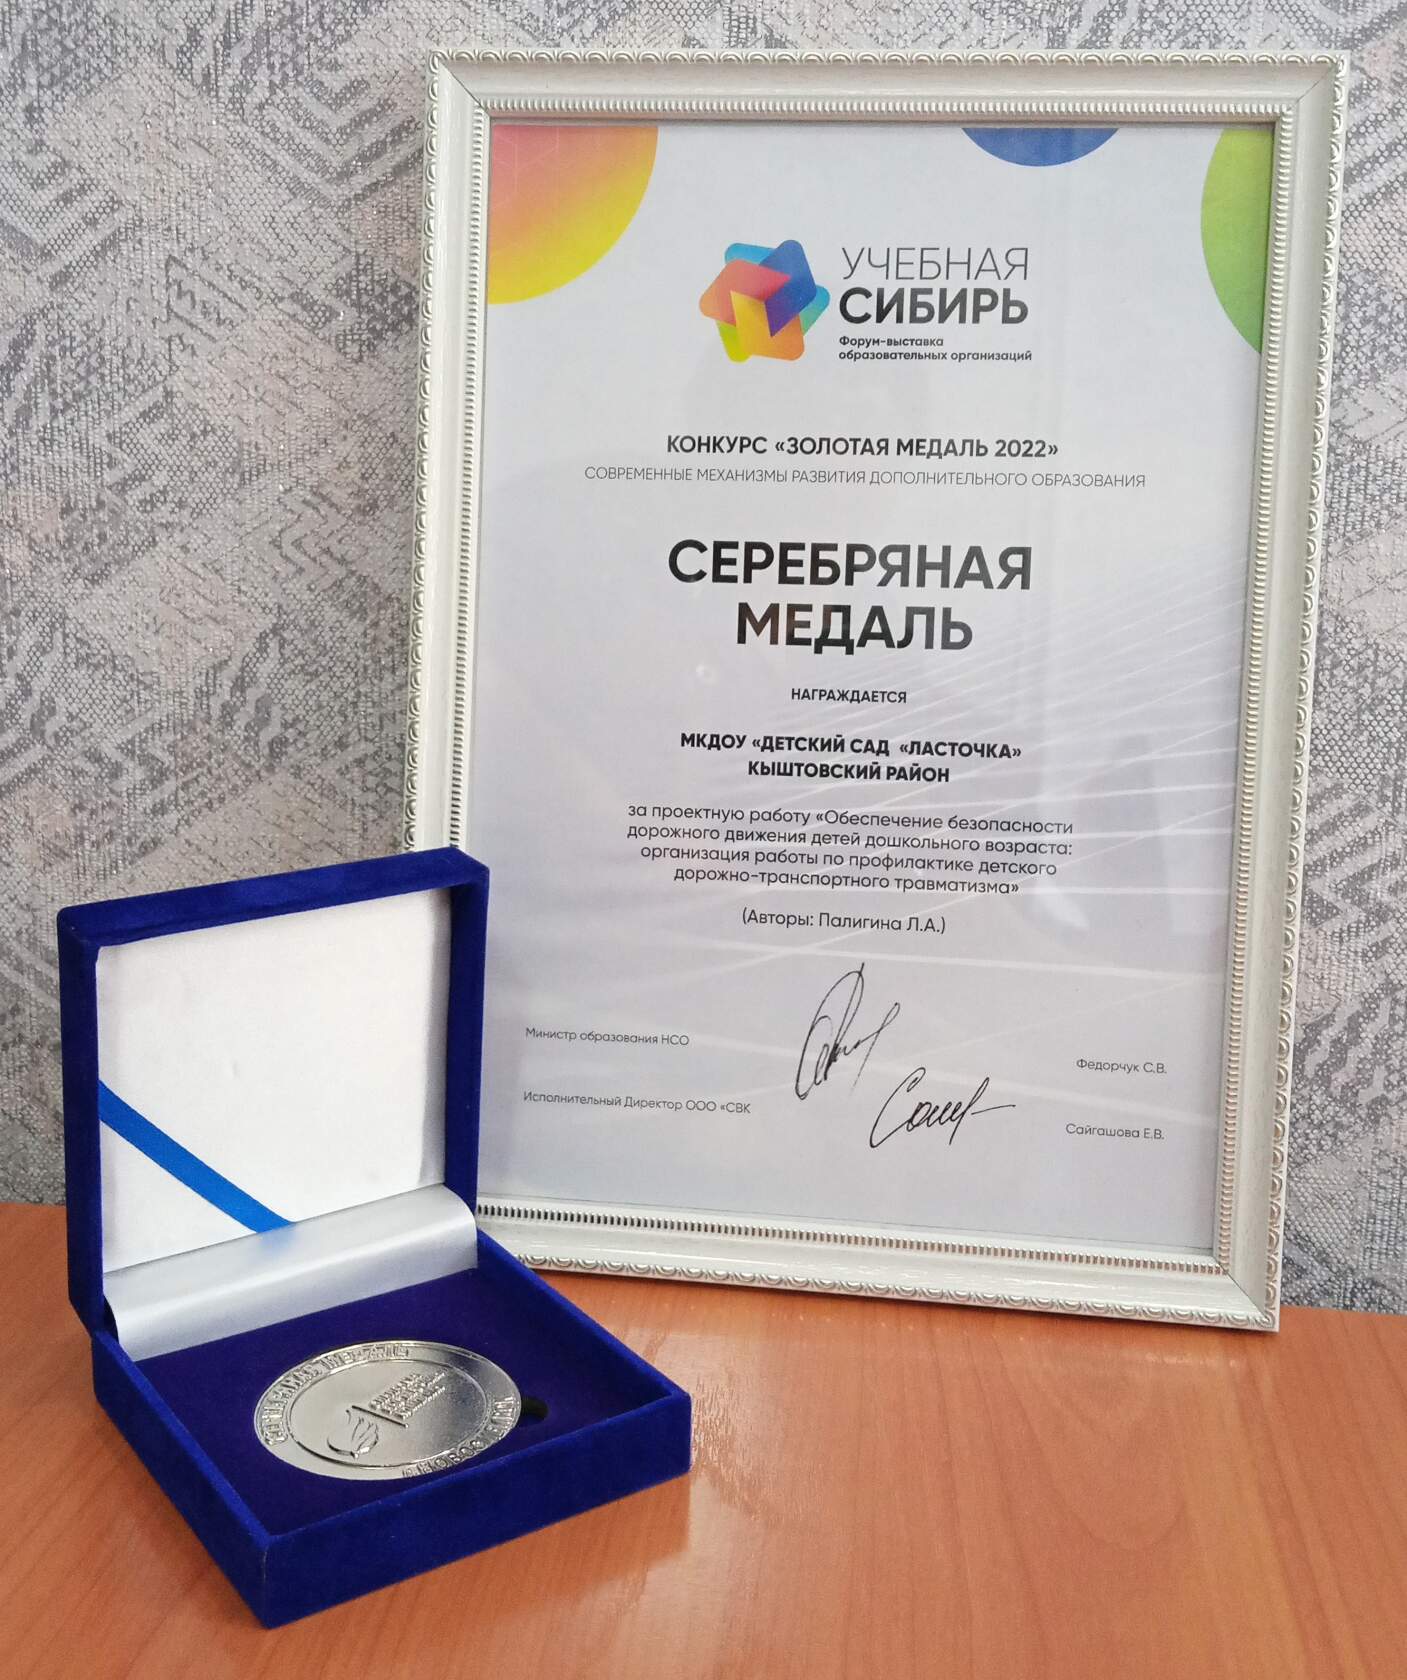 УЧЕБНАЯ
СИБИРЬ
Форум-выставка
образовательных организаций
КОНКУРС «ЗОЛОТАЯ МЕДАЛЬ 2022»
СОВРЕМЕННЫЕ МЕХАНИЗМЫ РАЗВИТИЯ ДОПОЛНИТЕЛЬНОГО ОБРАЗОВАНИЯ
СЕРЕБРЯНАЯ
МЕДАЛЬ
НАГРАЖДАЕТСЯ
МКДОУ «ДЕТСКИЙ САД «ЛАСТОЧКА»
КЫШТОВСКИЙ РАЙОН
за проектную работу «Обеспечение безопасности
дорожного движения детей дошкольного возраста:
организация работы по профилактике детского
дорожно-транспортного травматизма»
(Авторы: Палигина Л.А.)
Министр образования НСО
Федорчук С.В.
Исполнительный Директор ООО «СВК
Сайгашова Е.В.
СЕРЕБРЯНАЯ МЕДАЛЬ